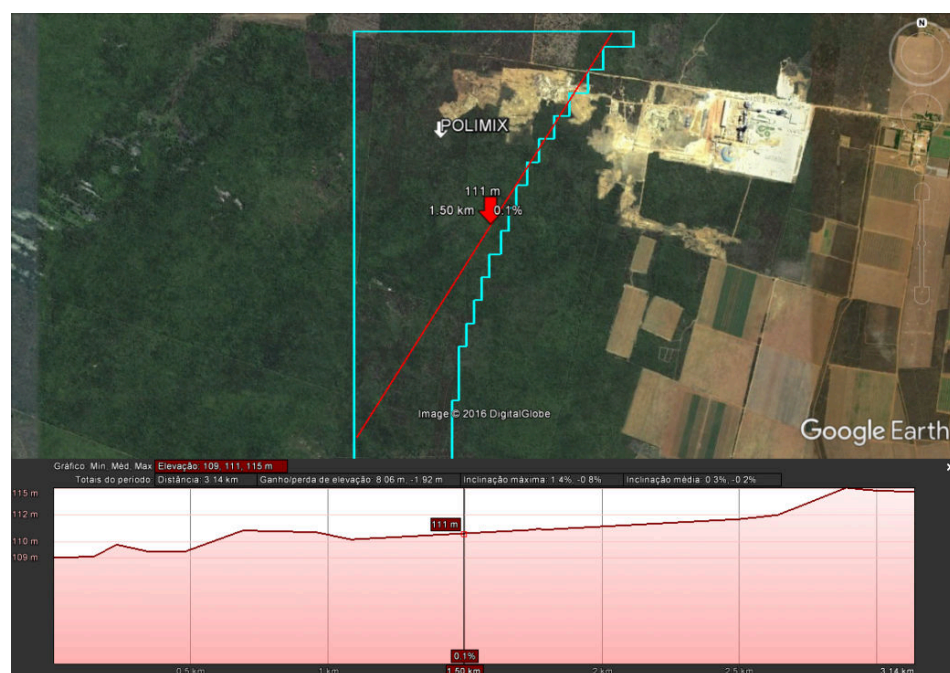 N
POLIMIX
111 m
1.50 km 0.1%
Image © 2016 DigitalGlobe
Google Earth
Gráfico: Mín, Méd, Máx Elevação: 109, 111, 115 m
Totais do período: Distância: 3.14 km Ganho/perda de elevação: 8.06 m, -1.92 m Inclinação máxima: 1.4%, -0.8% Inclinação média: 0.3%, -0.2%
115 m
112 m
111 m
110 m
109 m
0.1%
0.5 km 1 km 1.50 km 2 km 2.5 km 3.14 km